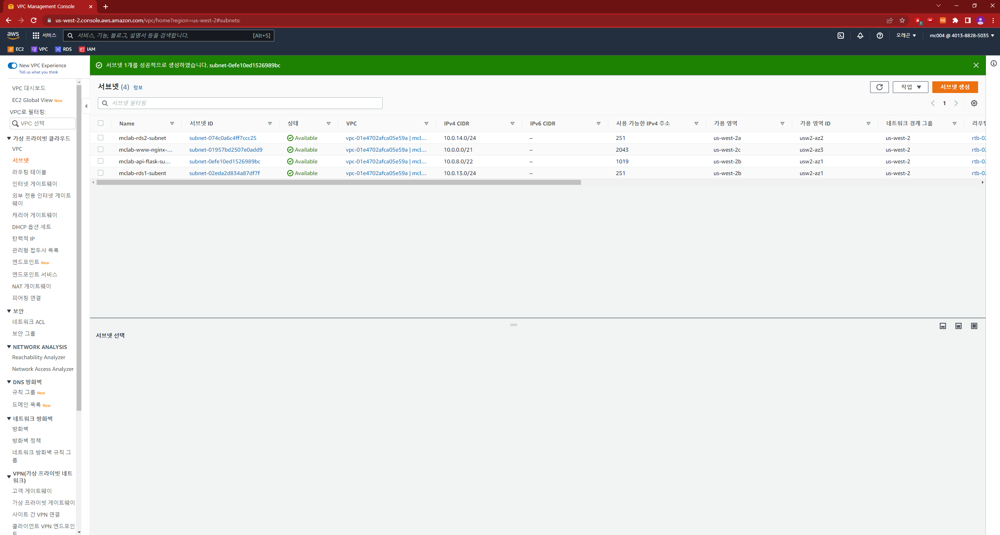 VPC Management Console
us-west-2.console.aws.amazon.com/vpc/home?region=us-west-2#subnets:
1
aws
서비스
서비스, 기능, 블로그, 설명서 등을 검색합니다.
[Alt+S]
오레곤
mc004 @ 4013-8828-5035
EC2
VPC
RDS
IAM
New VPC Experience
Tell us what you think
VPC 대시보드
EC2 Global View New
VPC로 필터링:
VPC 선택
가상 프라이빗 클라우드
VPC
서브넷
라우팅 테이블
인터넷 게이트웨이
외부 전용 인터넷 게이트
웨이
캐리어 게이트웨이
DHCP 옵션 세트
탄력적 IP
관리형 접두사 목록
엔드포인트 New
엔드포인트 서비스
NAT 게이트웨이
피어링 연결
보안
네트워크 ACL
보안 그룹
NETWORK ANALYSIS
Reachability Analyzer
Network Access Analyzer
DNS 방화벽
규칙 그룹 New
도메인 목록 New
네트워크 방화벽
방화벽
방화벽 정책
네트워크 방화벽 규칙 그
룹
VPN(가상 프라이빗 네트
워크)
고객 게이트웨이
가상 프라이빗 게이트웨이
사이트 간 VPN 연결
클라이언트 VPN 엔드포인
트
서브넷 1개를 성공적으로 생성하였습니다. subnet-0efe10ed1526989bc
서브넷 (4) 정보
작업
서브넷 생성
서브넷 필터링
1
Name 서브넷 ID 상태 VPC IPv4 CIDR IPv6 CIDR 사용 가능한 IPv4 주소 가용 영역 가용 영역 ID 네트워크 경계 그룹 라우팅
mclab-rds2-subnet subnet-074c0a6c4ff7ccc25 Available vpc-01e4702afca05e59a | mcl... 10.0.14.0/24 – 251 us-west-2a usw2-az2 us-west-2 rtb-02
mclab-www-nginx-... subnet-01957bd2507e0add9 Available vpc-01e4702afca05e59a | mcl... 10.0.0.0/21 – 2043 us-west-2c usw2-az3 us-west-2 rtb-02
mclab-api-flask-su... subnet-0efe10ed1526989bc Available vpc-01e4702afca05e59a | mcl... 10.0.8.0/22 – 1019 us-west-2b usw2-az1 us-west-2 rtb-02
mclab-rds1-subent subnet-02eda2d834a87df7f Available vpc-01e4702afca05e59a | mcl... 10.0.13.0/24 – 251 us-west-2b usw2-az1 us-west-2 rtb-02
서브넷 선택